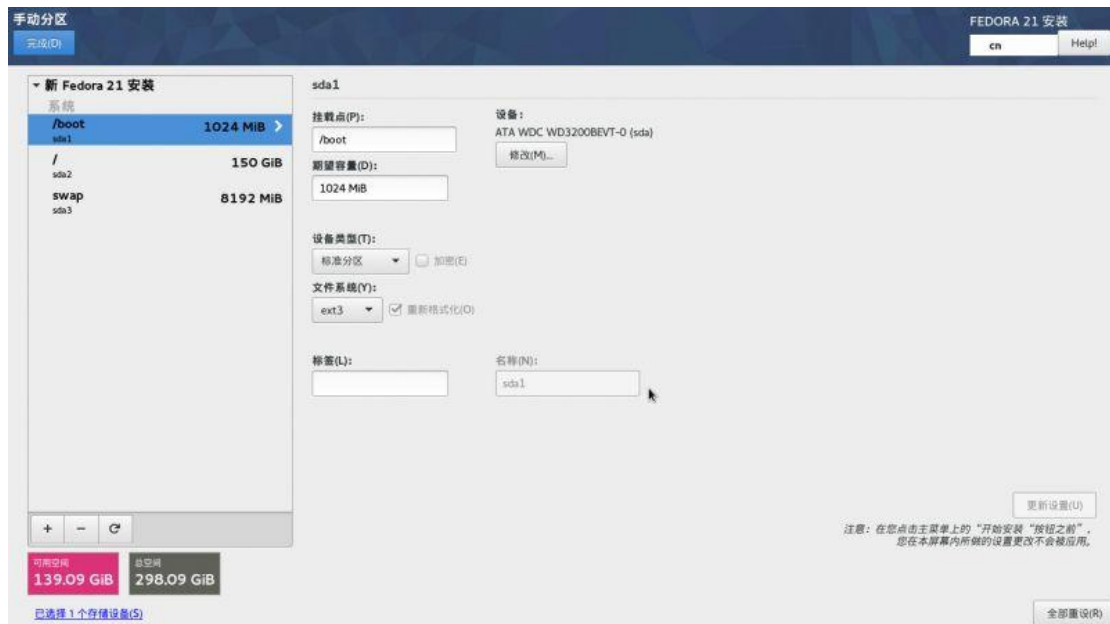 手动分区
FEDORA 21 安装
完成(D)
cn
Help!
新 Fedora 21 安装
系统
/boot
1024 MiB
sda1
/
150 GiB
sda2
swap
8192 MiB
sda3
sda1
挂载点(P):
/boot
期望容量(D):
1024 MiB
设备:
ATA WDC WD3200BEVT-0 (sda)
修改(M)...
设备类型(T):
标准分区
加密(E)
文件系统(Y):
ext3
重新格式化(O)
标签(L):
名称(N):
sda1
更新设置(U)
注意: 在您点击主菜单上的 "开始安装 "按钮之前",
您在本屏幕内所做的设置更改不会被应用。
可用空间
139.09 GiB
总空间
298.09 GiB
已选择 1 个存储设备(S)
全部重设(R)